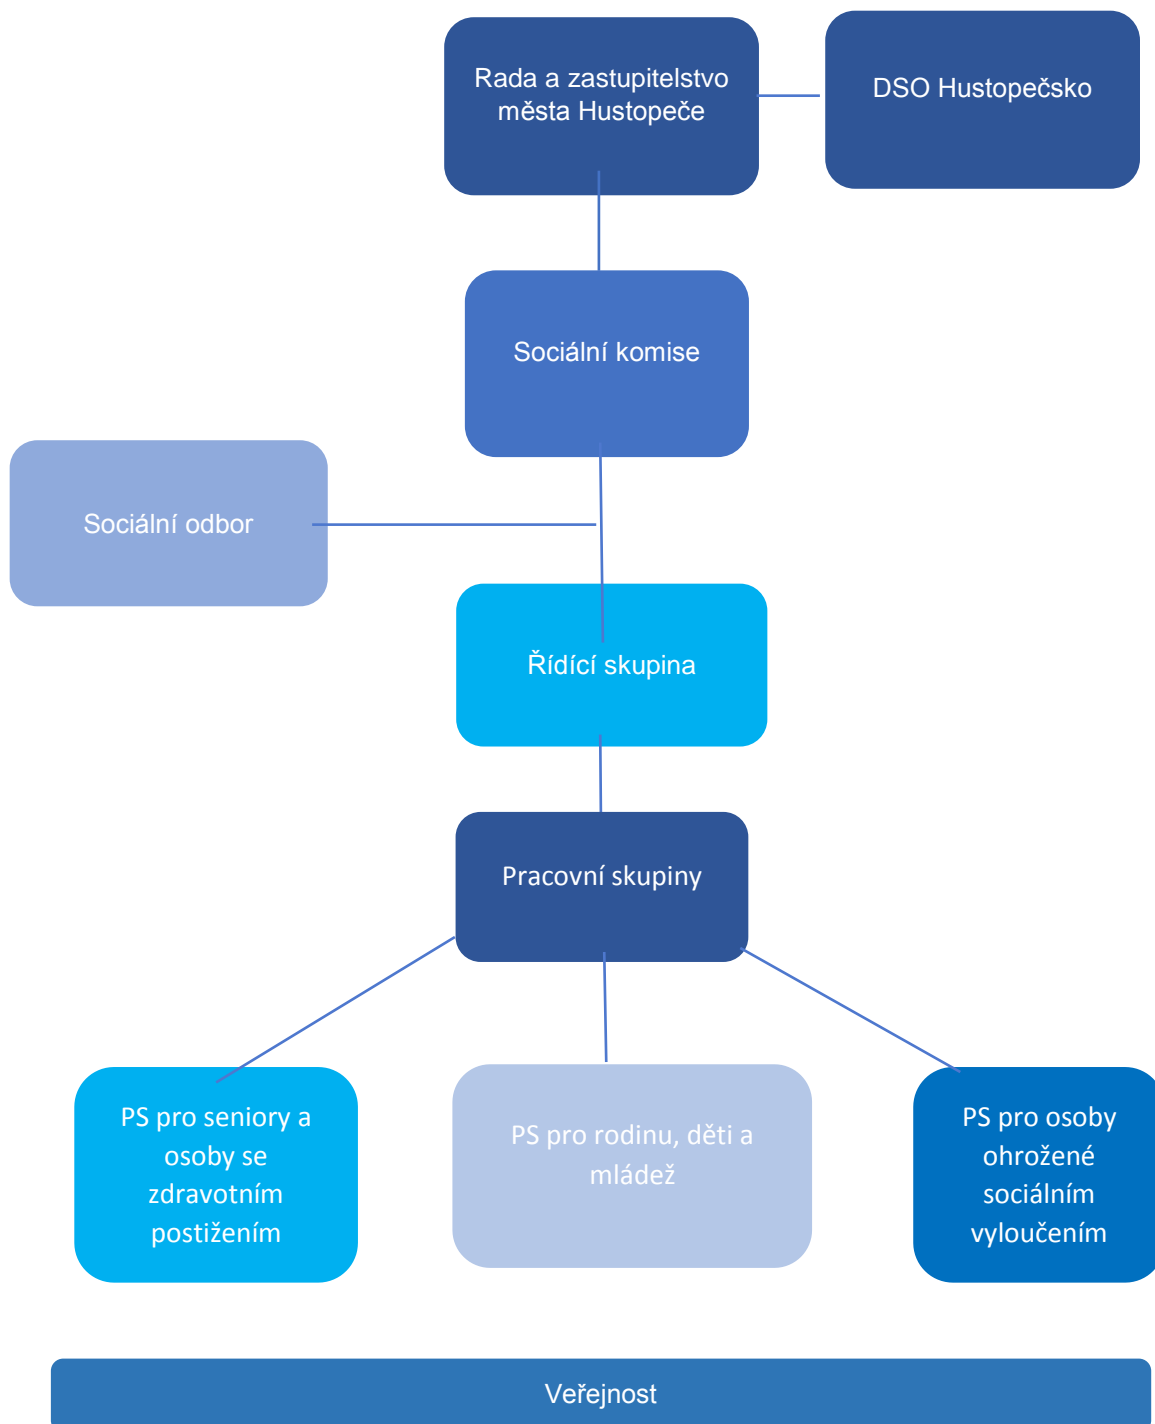 Rada a zastupitelstvo
města Hustopeče
DSO Hustopečsko
Sociální komise
Sociální odbor
Řídící skupina
Pracovní skupiny
PS pro seniory a
osoby se
zdravotním
postižením
PS pro rodinu, děti a
mládež
PS pro osoby
ohrožené
sociálním
vyloučením
Veřejnost